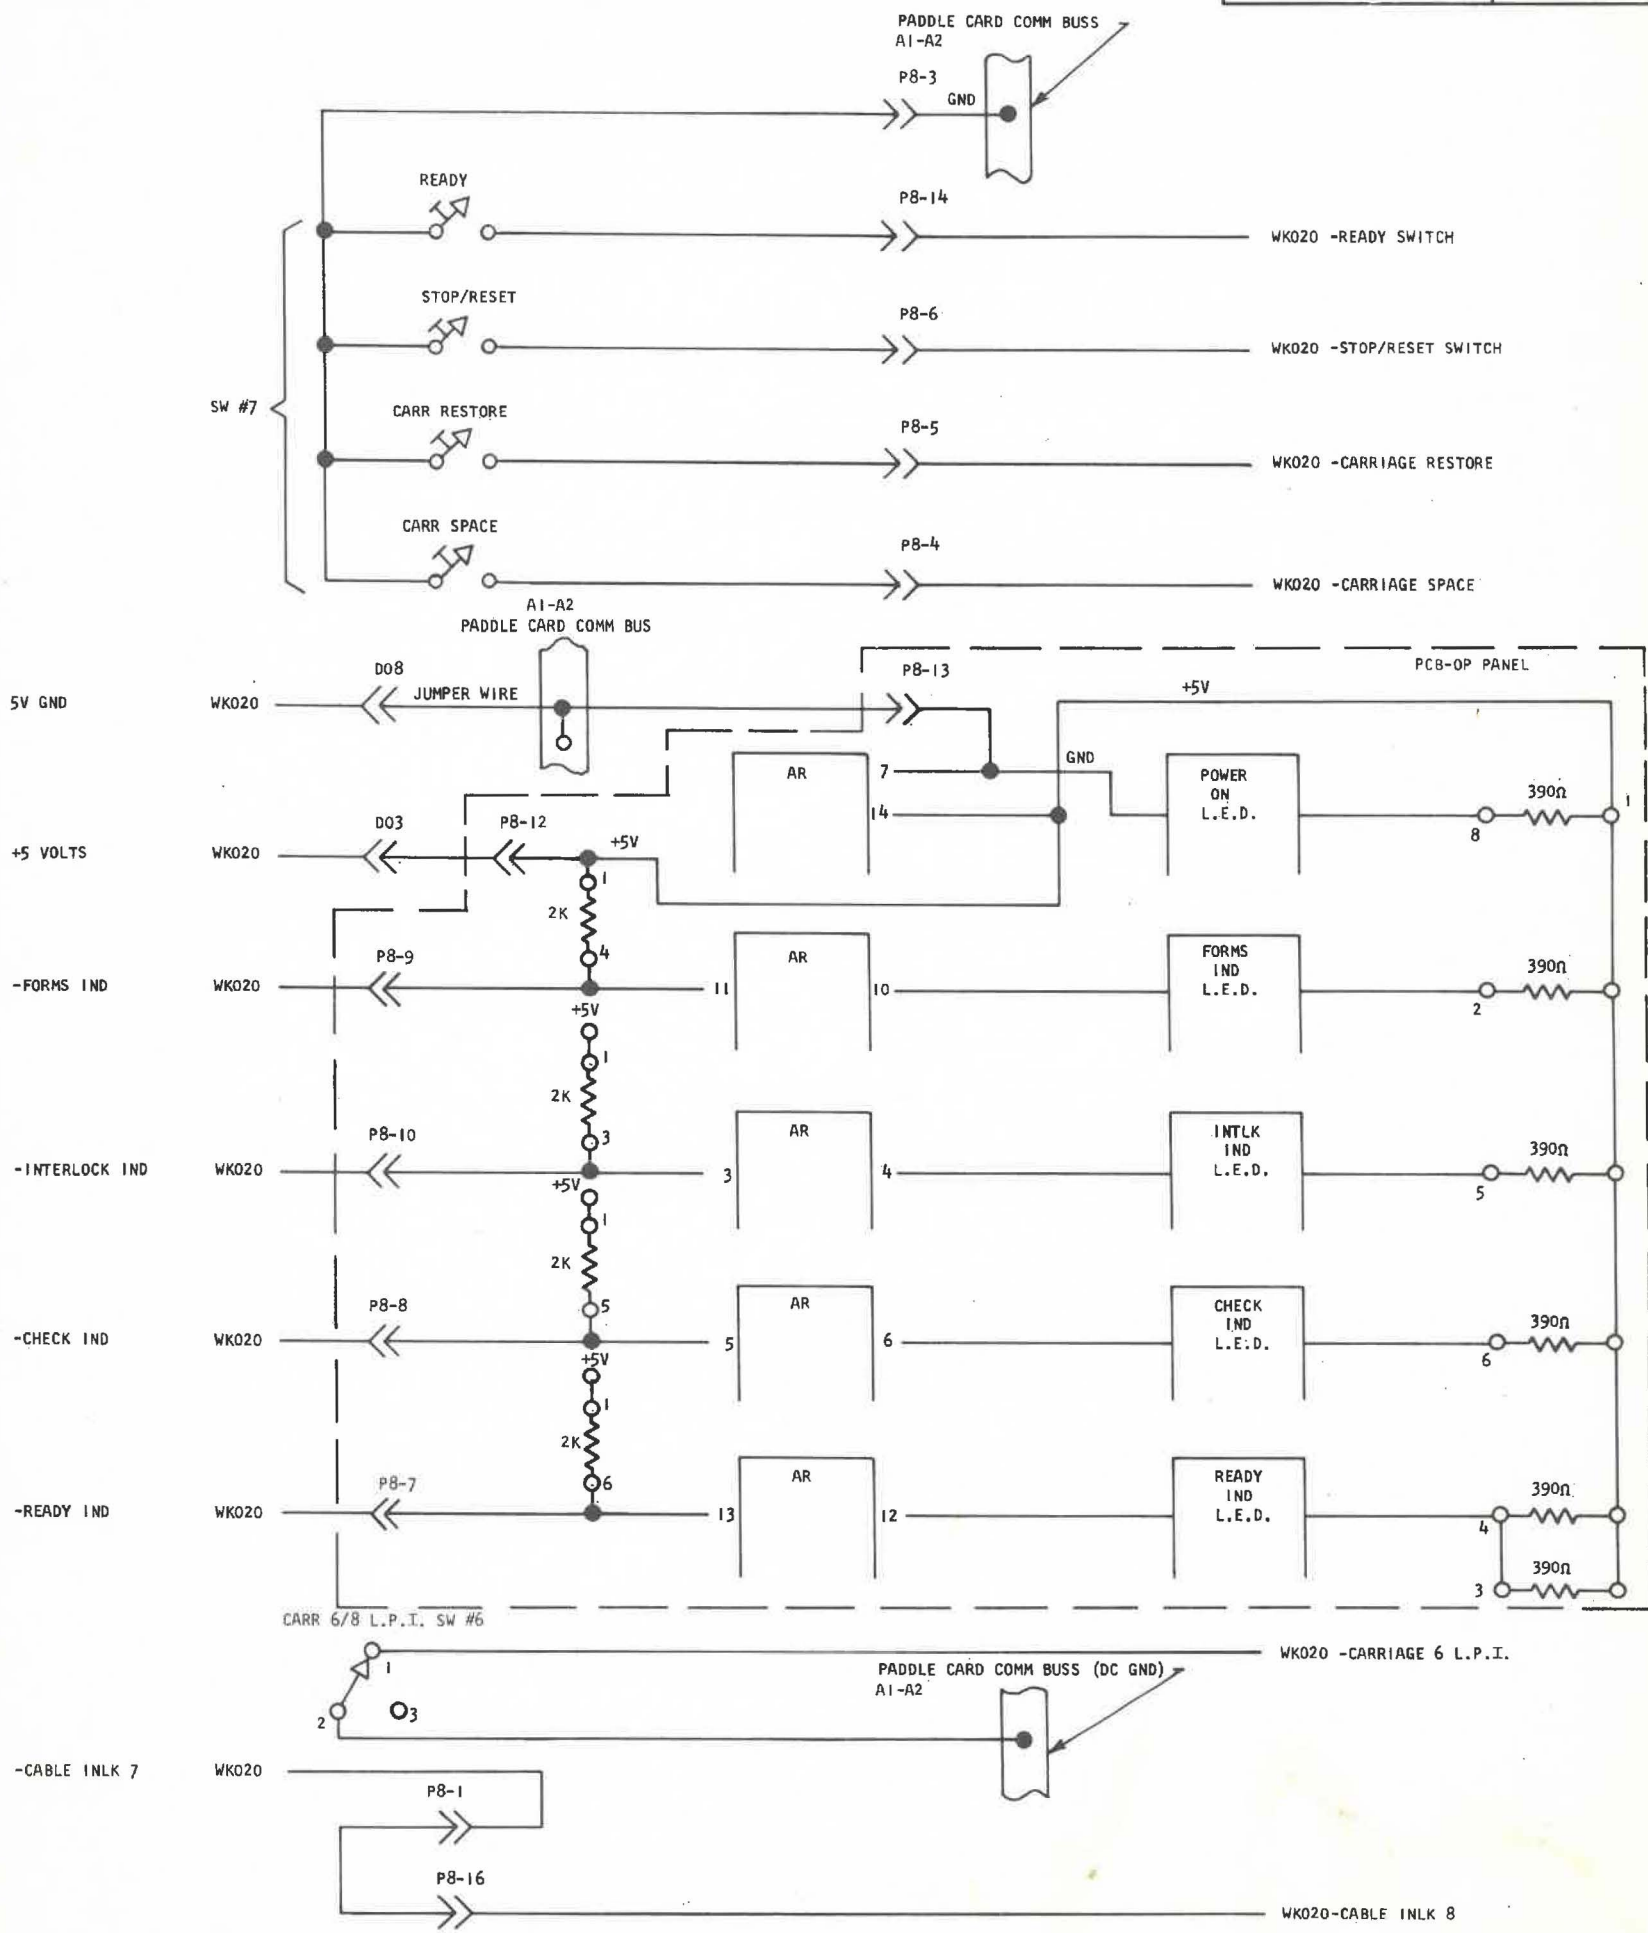 PADDLE CARD COMM BUSS
A1-A2
P8-3
GND
READY
P8-14
WK020 -READY SWITCH
STOP/RESET
P8-6
WK020 -STOP/RESET SWITCH
SW #7
CARR RESTORE
P8-5
WK020 -CARRIAGE RESTORE
CARR SPACE
P8-4
WK020 -CARRIAGE SPACE
A1-A2
PADDLE CARD COMM BUS
PCB-OP PANEL
5V GND WK020 D08 JUMPER WIRE P8-13 +5V
AR 7 GND POWER
ON
L.E.D.
14 8 390Ω 1
+5 VOLTS WK020 D03 P8-12 +5V
1
2K
4
-FORMS IND WK020 P8-9 11 AR 10 FORMS
IND
L.E.D.
2 390Ω
+5V
1
2K
3
-INTERLOCK IND WK020 P8-10 3 AR 4 INTLK
IND
L.E.D.
5 390Ω
+5V
1
2K
5
-CHECK IND WK020 P8-8 5 AR 6 CHECK
IND
L.E.D.
6 390Ω
+5V
1
2K
6
-READY IND WK020 P8-7 13 AR 12 READY
IND
L.E.D.
4 390Ω
3 390Ω
CARR 6/8 L.P.I. SW #6
1
2
3
WK020 -CARRIAGE 6 L.P.I.
PADDLE CARD COMM BUSS (DC GND)
A1-A2
-CABLE INLK 7 WK020
P8-1
P8-16
WK020-CABLE INLK 8